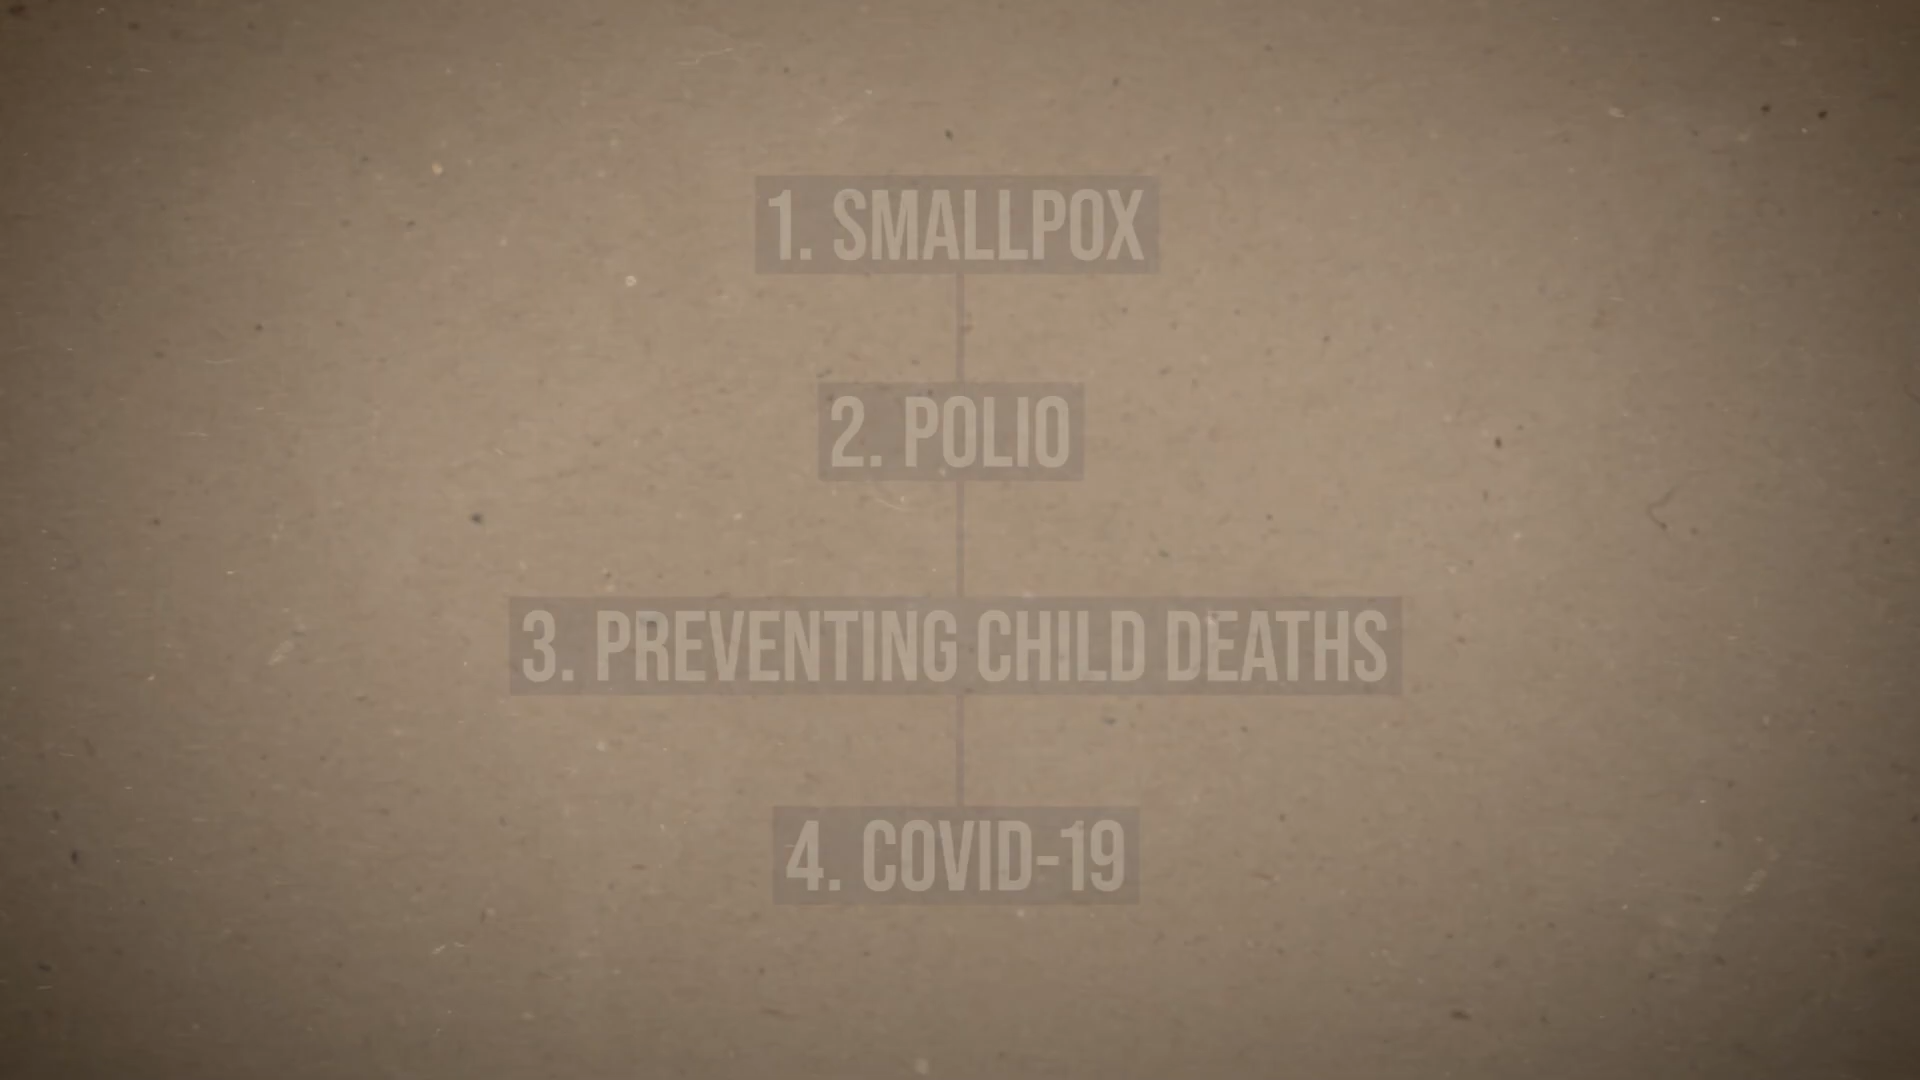 1. SMALLPOX
2. POLIO
3. PREVENTING CHILD DEATHS
4. COVID-19